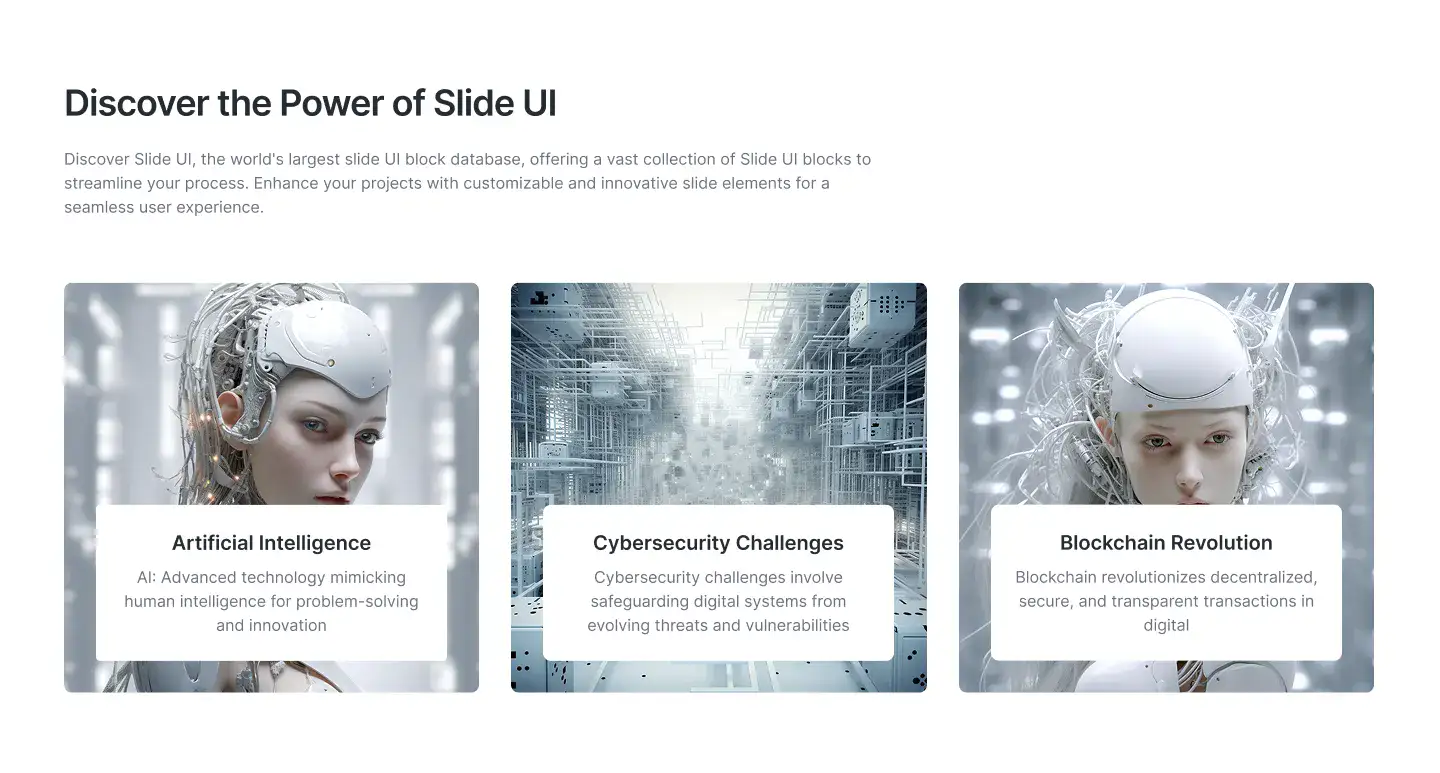 Discover the Power of Slide UI
Discover Slide UI, the world's largest slide UI block database, offering a vast collection of Slide UI blocks to
streamline your process. Enhance your projects with customizable and innovative slide elements for a
seamless user experience.
Artificial Intelligence
AI: Advanced technology mimicking
human intelligence for problem-solving
and innovation
Cybersecurity Challenges
Cybersecurity challenges involve
safeguarding digital systems from
evolving threats and vulnerabilities
Blockchain Revolution
Blockchain revolutionizes decentralized,
secure, and transparent transactions in
digital